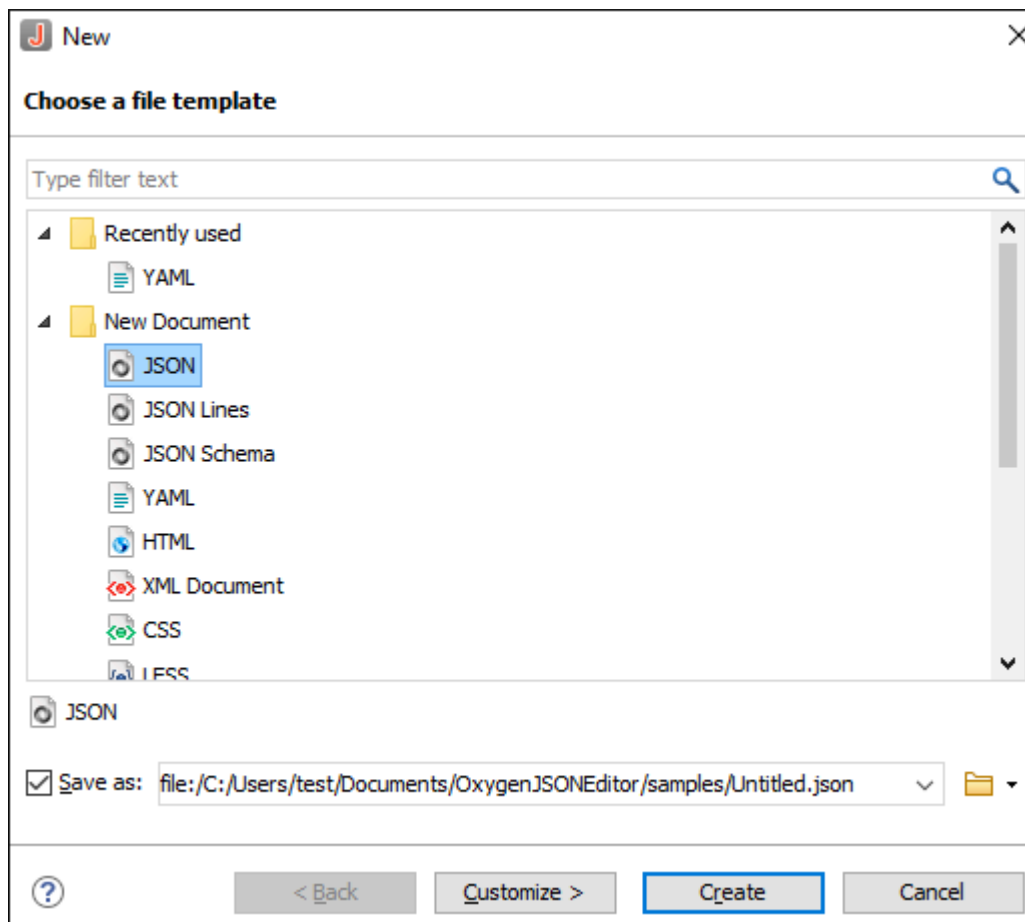 New
Choose a file template
Type filter text
Recently used
YAML
New Document
JSON
JSON Lines
JSON Schema
YAML
HTML
XML Document
CSS
LESS
JSON
Save as: file:/C:/Users/test/Documents/OxygenJSONEditor/samples/Untitled.json
? < Back Customize > Create Cancel